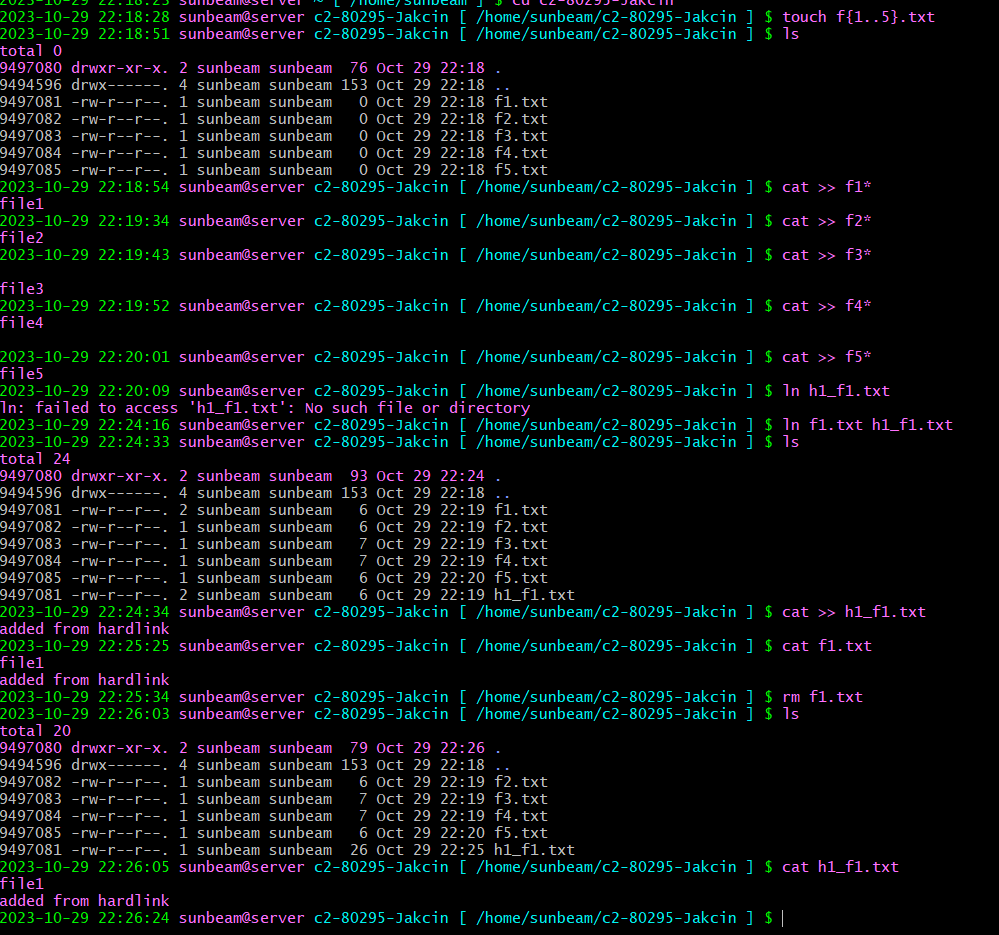 2023-10-29 22:18:23 sunbeam@server ~ [ /home/sunbeam ] $ cd c2-80295-Jakcin
2023-10-29 22:18:28 sunbeam@server c2-80295-Jakcin [ /home/sunbeam/c2-80295-Jakcin ] $ touch f{1..5}.txt
2023-10-29 22:18:51 sunbeam@server c2-80295-Jakcin [ /home/sunbeam/c2-80295-Jakcin ] $ ls
total 0
9497080 drwxr-xr-x. 2 sunbeam sunbeam  76 Oct 29 22:18 .
9494596 drwx------. 4 sunbeam sunbeam 153 Oct 29 22:18 ..
9497081 -rw-r--r--. 1 sunbeam sunbeam   0 Oct 29 22:18 f1.txt
9497082 -rw-r--r--. 1 sunbeam sunbeam   0 Oct 29 22:18 f2.txt
9497083 -rw-r--r--. 1 sunbeam sunbeam   0 Oct 29 22:18 f3.txt
9497084 -rw-r--r--. 1 sunbeam sunbeam   0 Oct 29 22:18 f4.txt
9497085 -rw-r--r--. 1 sunbeam sunbeam   0 Oct 29 22:18 f5.txt
2023-10-29 22:18:54 sunbeam@server c2-80295-Jakcin [ /home/sunbeam/c2-80295-Jakcin ] $ cat >> f1*
file1
2023-10-29 22:19:34 sunbeam@server c2-80295-Jakcin [ /home/sunbeam/c2-80295-Jakcin ] $ cat >> f2*
file2
2023-10-29 22:19:43 sunbeam@server c2-80295-Jakcin [ /home/sunbeam/c2-80295-Jakcin ] $ cat >> f3*
file3
2023-10-29 22:19:52 sunbeam@server c2-80295-Jakcin [ /home/sunbeam/c2-80295-Jakcin ] $ cat >> f4*
file4
2023-10-29 22:20:01 sunbeam@server c2-80295-Jakcin [ /home/sunbeam/c2-80295-Jakcin ] $ cat >> f5*
file5
2023-10-29 22:20:09 sunbeam@server c2-80295-Jakcin [ /home/sunbeam/c2-80295-Jakcin ] $ ln h1_f1.txt
ln: failed to access 'h1_f1.txt': No such file or directory
2023-10-29 22:24:16 sunbeam@server c2-80295-Jakcin [ /home/sunbeam/c2-80295-Jakcin ] $ ln f1.txt h1_f1.txt
2023-10-29 22:24:33 sunbeam@server c2-80295-Jakcin [ /home/sunbeam/c2-80295-Jakcin ] $ ls
total 24
9497080 drwxr-xr-x. 2 sunbeam sunbeam  93 Oct 29 22:24 .
9494596 drwx------. 4 sunbeam sunbeam 153 Oct 29 22:18 ..
9497081 -rw-r--r--. 2 sunbeam sunbeam   6 Oct 29 22:19 f1.txt
9497082 -rw-r--r--. 1 sunbeam sunbeam   6 Oct 29 22:19 f2.txt
9497083 -rw-r--r--. 1 sunbeam sunbeam   7 Oct 29 22:19 f3.txt
9497084 -rw-r--r--. 1 sunbeam sunbeam   7 Oct 29 22:19 f4.txt
9497085 -rw-r--r--. 1 sunbeam sunbeam   6 Oct 29 22:20 f5.txt
9497081 -rw-r--r--. 2 sunbeam sunbeam   6 Oct 29 22:19 h1_f1.txt
2023-10-29 22:24:34 sunbeam@server c2-80295-Jakcin [ /home/sunbeam/c2-80295-Jakcin ] $ cat >> h1_f1.txt
added from hardlink
2023-10-29 22:25:25 sunbeam@server c2-80295-Jakcin [ /home/sunbeam/c2-80295-Jakcin ] $ cat f1.txt
file1
added from hardlink
2023-10-29 22:25:34 sunbeam@server c2-80295-Jakcin [ /home/sunbeam/c2-80295-Jakcin ] $ rm f1.txt
2023-10-29 22:26:03 sunbeam@server c2-80295-Jakcin [ /home/sunbeam/c2-80295-Jakcin ] $ ls
total 20
9497080 drwxr-xr-x. 2 sunbeam sunbeam  79 Oct 29 22:26 .
9494596 drwx------. 4 sunbeam sunbeam 153 Oct 29 22:18 ..
9497082 -rw-r--r--. 1 sunbeam sunbeam   6 Oct 29 22:19 f2.txt
9497083 -rw-r--r--. 1 sunbeam sunbeam   7 Oct 29 22:19 f3.txt
9497084 -rw-r--r--. 1 sunbeam sunbeam   7 Oct 29 22:19 f4.txt
9497085 -rw-r--r--. 1 sunbeam sunbeam   6 Oct 29 22:20 f5.txt
9497081 -rw-r--r--. 1 sunbeam sunbeam  26 Oct 29 22:25 h1_f1.txt
2023-10-29 22:26:05 sunbeam@server c2-80295-Jakcin [ /home/sunbeam/c2-80295-Jakcin ] $ cat h1_f1.txt
file1
added from hardlink
2023-10-29 22:26:24 sunbeam@server c2-80295-Jakcin [ /home/sunbeam/c2-80295-Jakcin ] $